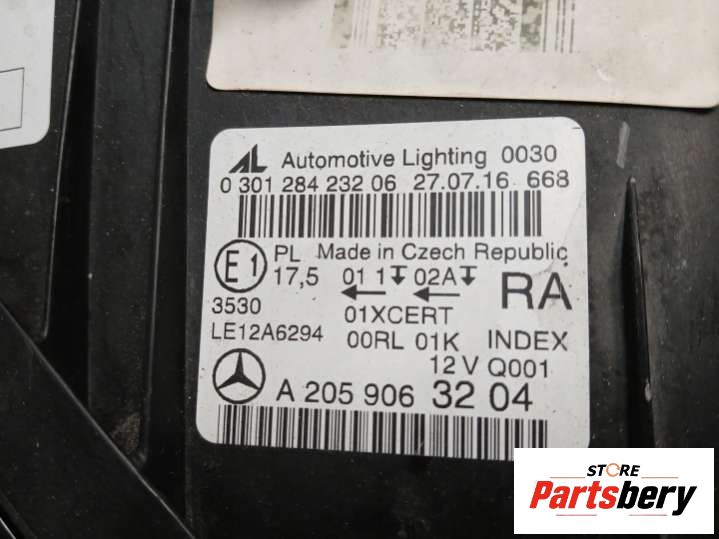 AL Automotive Lighting 0030
0 301 284 232 06 27.07.16 668
E1 PL Made in Czech Republic
17,5 01 1 02A RA
3530 01XCERT
LE12A6294 00RL 01K INDEX
12 V Q001
A 205 906 32 04
STORE
Partsbery